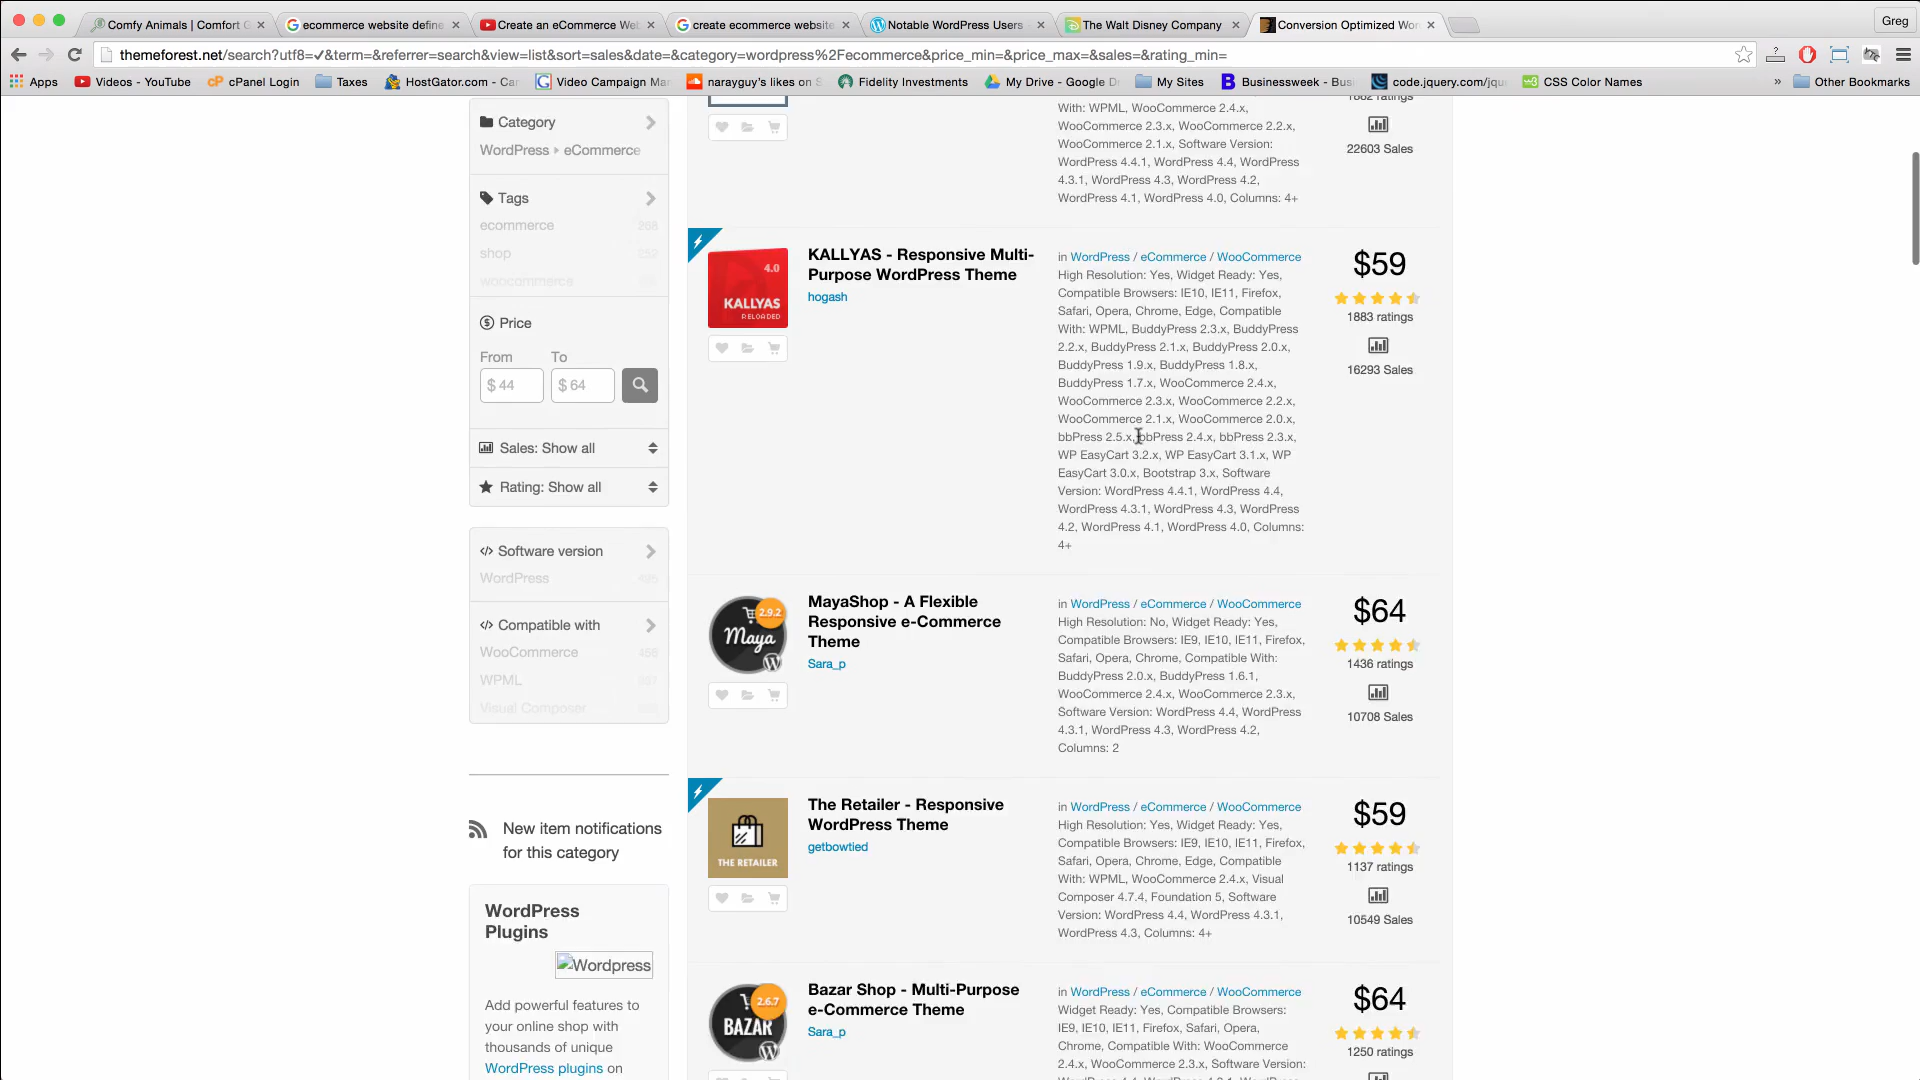 Comfy Animals | Comfort G
ecommerce website define
Create an eCommerce Web
create ecommerce website
Notable WordPress Users
The Walt Disney Company
Conversion Optimized Wor
Greg
themeforest.net/search?utf8=✓&term=&referrer=search&view=list&sort=sales&date=&category=wordpress%2Fecommerce&price_min=&price_max=&sales=&rating_min=
Apps
Videos - YouTube
cPanel Login
Taxes
HostGator.com - Car
Video Campaign Man
narayguy's likes on S
Fidelity Investments
My Drive - Google Dr
My Sites
Businessweek - Bus
code.jquery.com/jqu
CSS Color Names
»
Other Bookmarks
Category
WordPress ▸ eCommerce
Tags
ecommerce 268
shop 252
woocommerce
Price
From To
$ 44 $ 64
Sales: Show all
Rating: Show all
Software version
WordPress 495
Compatible with
WooCommerce 456
WPML
Visual Composer
New item notifications
for this category
WordPress
Plugins
Wordpress
Add powerful features to
your online shop with
thousands of unique
WordPress plugins on
With: WPML, WooCommerce 2.4.x,
WooCommerce 2.3.x, WooCommerce 2.2.x,
WooCommerce 2.1.x, Software Version:
WordPress 4.4.1, WordPress 4.4, WordPress
4.3.1, WordPress 4.3, WordPress 4.2,
WordPress 4.1, WordPress 4.0, Columns: 4+
22603 Sales
4.0
KALLYAS
RELOADED
KALLYAS - Responsive Multi-
Purpose WordPress Theme
hogash
in WordPress / eCommerce / WooCommerce
High Resolution: Yes, Widget Ready: Yes,
Compatible Browsers: IE10, IE11, Firefox,
Safari, Opera, Chrome, Edge, Compatible
With: WPML, BuddyPress 2.3.x, BuddyPress
2.2.x, BuddyPress 2.1.x, BuddyPress 2.0.x,
BuddyPress 1.9.x, BuddyPress 1.8.x,
BuddyPress 1.7.x, WooCommerce 2.4.x,
WooCommerce 2.3.x, WooCommerce 2.2.x,
WooCommerce 2.1.x, WooCommerce 2.0.x,
bbPress 2.5.x, bbPress 2.4.x, bbPress 2.3.x,
WP EasyCart 3.2.x, WP EasyCart 3.1.x, WP
EasyCart 3.0.x, Bootstrap 3.x, Software
Version: WordPress 4.4.1, WordPress 4.4,
WordPress 4.3.1, WordPress 4.3, WordPress
4.2, WordPress 4.1, WordPress 4.0, Columns:
4+
$59
1883 ratings
16293 Sales
2.9.2
Maya
MayaShop - A Flexible
Responsive e-Commerce
Theme
Sara_p
in WordPress / eCommerce / WooCommerce
High Resolution: No, Widget Ready: Yes,
Compatible Browsers: IE9, IE10, IE11, Firefox,
Safari, Opera, Chrome, Compatible With:
BuddyPress 2.0.x, BuddyPress 1.6.1,
WooCommerce 2.4.x, WooCommerce 2.3.x,
Software Version: WordPress 4.4, WordPress
4.3.1, WordPress 4.3, WordPress 4.2,
Columns: 2
$64
1436 ratings
10708 Sales
THE RETAILER
The Retailer - Responsive
WordPress Theme
getbowtied
in WordPress / eCommerce / WooCommerce
High Resolution: Yes, Widget Ready: Yes,
Compatible Browsers: IE9, IE10, IE11, Firefox,
Safari, Opera, Chrome, Edge, Compatible
With: WPML, WooCommerce 2.4.x, Visual
Composer 4.7.4, Foundation 5, Software
Version: WordPress 4.4, WordPress 4.3.1,
WordPress 4.3, Columns: 4+
$59
1137 ratings
10549 Sales
2.6.7
BAZAR
Bazar Shop - Multi-Purpose
e-Commerce Theme
Sara_p
in WordPress / eCommerce / WooCommerce
Widget Ready: Yes, Compatible Browsers:
IE9, IE10, IE11, Firefox, Safari, Opera,
Chrome, Compatible With: WooCommerce
2.4.x, WooCommerce 2.3.x, Software Version:
$64
1250 ratings